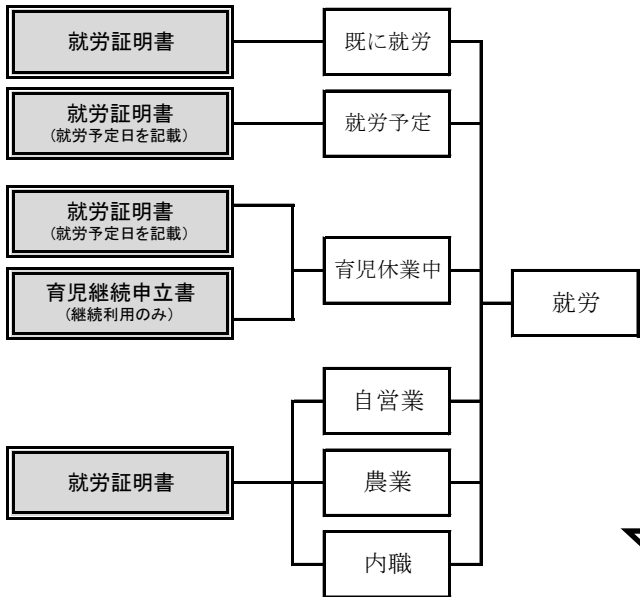 就労証明書
既に就労
就労証明書
(就労予定日を記載)
就労予定
就労証明書
(就労予定日を記載)
育児継続申立書
(継続利用のみ)
育児休業中
就労
自営業
就労証明書
農業
内職